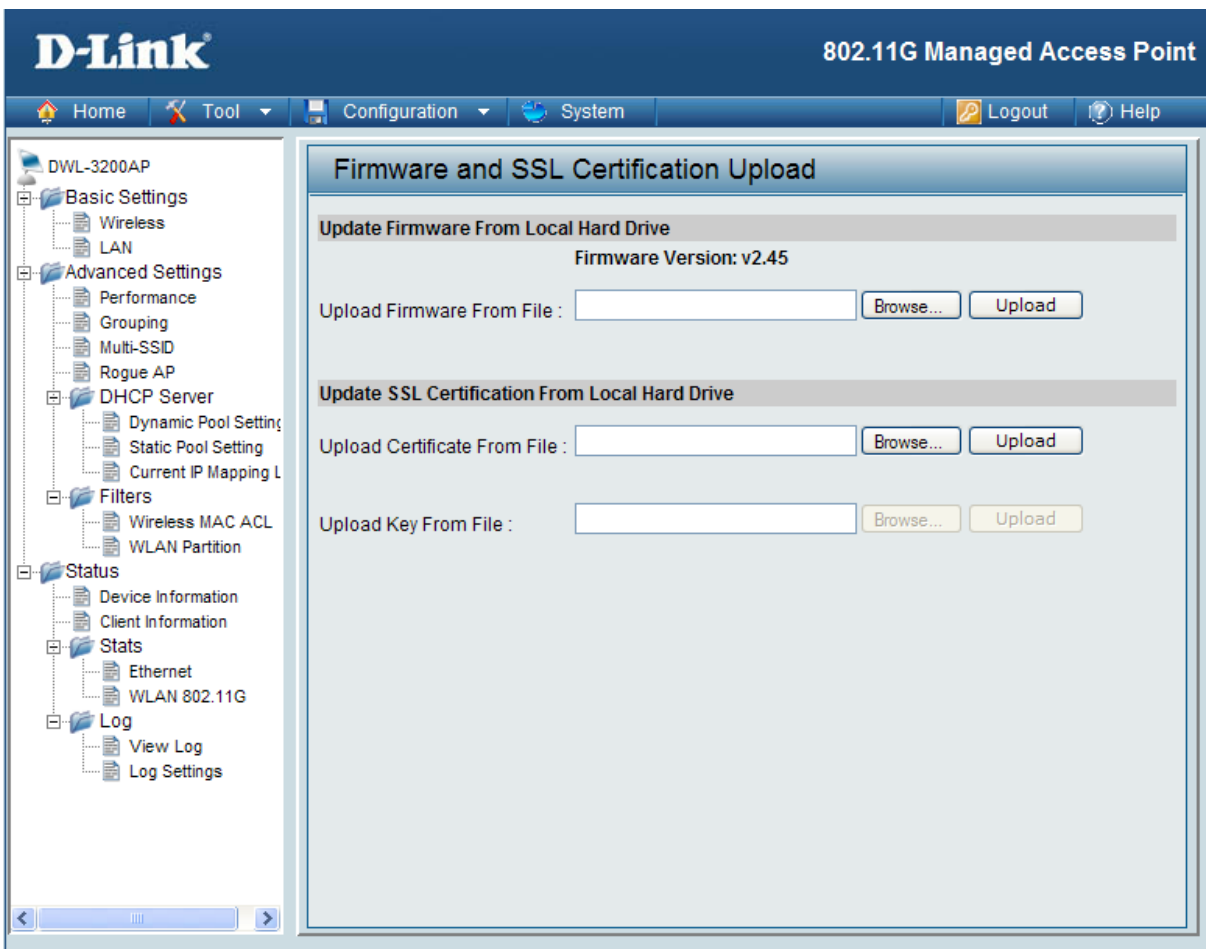 D-Link
802.11G Managed Access Point
Home Tool Configuration System Logout Help
DWL-3200AP
Basic Settings
Wireless
LAN
Advanced Settings
Performance
Grouping
Multi-SSID
Rogue AP
DHCP Server
Dynamic Pool Setting
Static Pool Setting
Current IP Mapping L
Filters
Wireless MAC ACL
WLAN Partition
Status
Device Information
Client Information
Stats
Ethernet
WLAN 802.11G
Log
View Log
Log Settings
Firmware and SSL Certification Upload
Update Firmware From Local Hard Drive
Firmware Version: v2.45
Upload Firmware From File : Browse... Upload
Update SSL Certification From Local Hard Drive
Upload Certificate From File : Browse... Upload
Upload Key From File : Browse... Upload